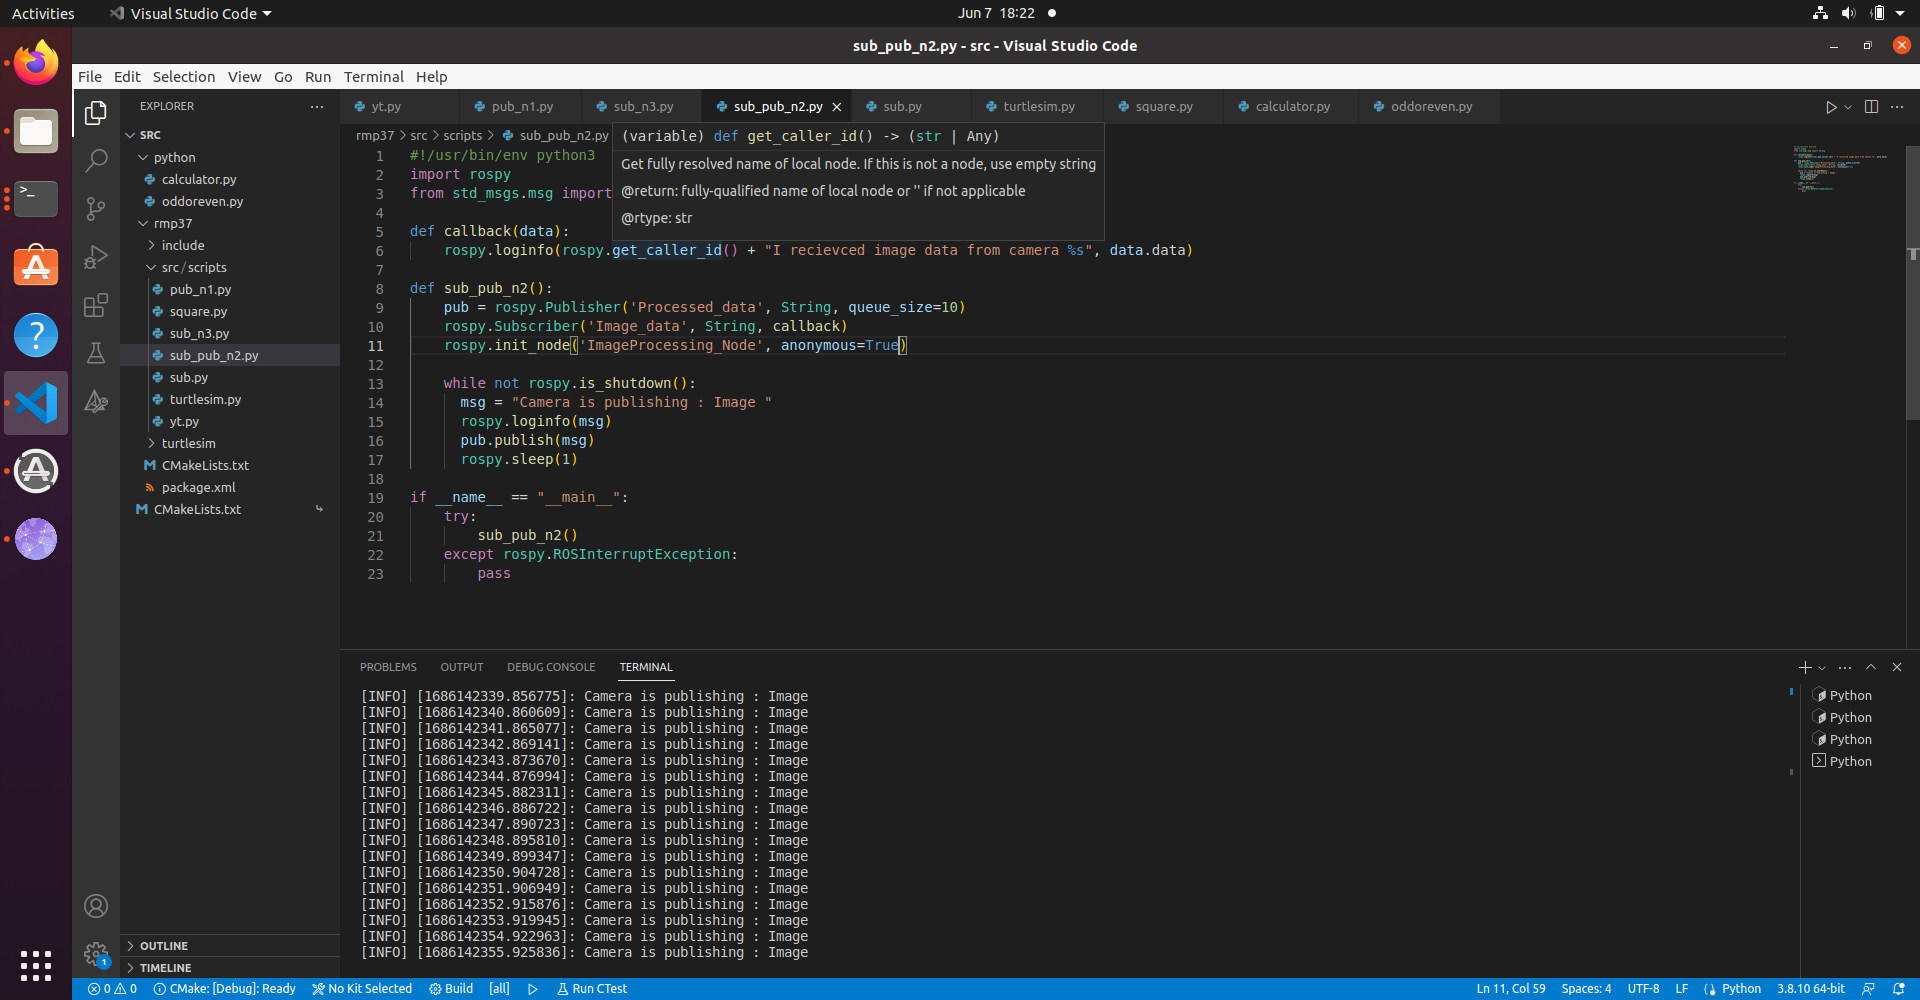 Activities Visual Studio Code Jun 7 18:22
sub_pub_n2.py - src - Visual Studio Code
File Edit Selection View Go Run Terminal Help
EXPLORER
SRC
python
calculator.py
oddoreven.py
rmp37
include
src/scripts
pub_n1.py
square.py
sub_n3.py
sub_pub_n2.py
sub.py
turtlesim.py
yt.py
turtlesim
CMakeLists.txt
package.xml
CMakeLists.txt
OUTLINE
TIMELINE
yt.py pub_n1.py sub_n3.py sub_pub_n2.py sub.py turtlesim.py square.py calculator.py oddoreven.py
rmp37 > src > scripts > sub_pub_n2.py
(variable) def get_caller_id() -> (str | Any)
Get fully resolved name of local node. If this is not a node, use empty string
@return: fully-qualified name of local node or '' if not applicable
@rtype: str
1 #!/usr/bin/env python3
2 import rospy
3 from std_msgs.msg import
4
5 def callback(data):
6 rospy.loginfo(rospy.get_caller_id() + "I recievced image data from camera %s", data.data)
7
8 def sub_pub_n2():
9 pub = rospy.Publisher('Processed_data', String, queue_size=10)
10 rospy.Subscriber('Image_data', String, callback)
11 rospy.init_node('ImageProcessing_Node', anonymous=True)
12
13 while not rospy.is_shutdown():
14 msg = "Camera is publishing : Image "
15 rospy.loginfo(msg)
16 pub.publish(msg)
17 rospy.sleep(1)
18
19 if __name__ == "__main__":
20 try:
21 sub_pub_n2()
22 except rospy.ROSInterruptException:
23 pass
PROBLEMS OUTPUT DEBUG CONSOLE TERMINAL
[INFO] [1686142339.856775]: Camera is publishing : Image
[INFO] [1686142340.860609]: Camera is publishing : Image
[INFO] [1686142341.865077]: Camera is publishing : Image
[INFO] [1686142342.869141]: Camera is publishing : Image
[INFO] [1686142343.873670]: Camera is publishing : Image
[INFO] [1686142344.876994]: Camera is publishing : Image
[INFO] [1686142345.882311]: Camera is publishing : Image
[INFO] [1686142346.886722]: Camera is publishing : Image
[INFO] [1686142347.890723]: Camera is publishing : Image
[INFO] [1686142348.895810]: Camera is publishing : Image
[INFO] [1686142349.899347]: Camera is publishing : Image
[INFO] [1686142350.904728]: Camera is publishing : Image
[INFO] [1686142351.906949]: Camera is publishing : Image
[INFO] [1686142352.915876]: Camera is publishing : Image
[INFO] [1686142353.919945]: Camera is publishing : Image
[INFO] [1686142354.922963]: Camera is publishing : Image
[INFO] [1686142355.925836]: Camera is publishing : Image
Python
Python
Python
Python
1
0 0 CMake: [Debug]: Ready No Kit Selected Build [all] Run CTest Ln 11, Col 59 Spaces: 4 UTF-8 LF Python 3.8.10 64-bit